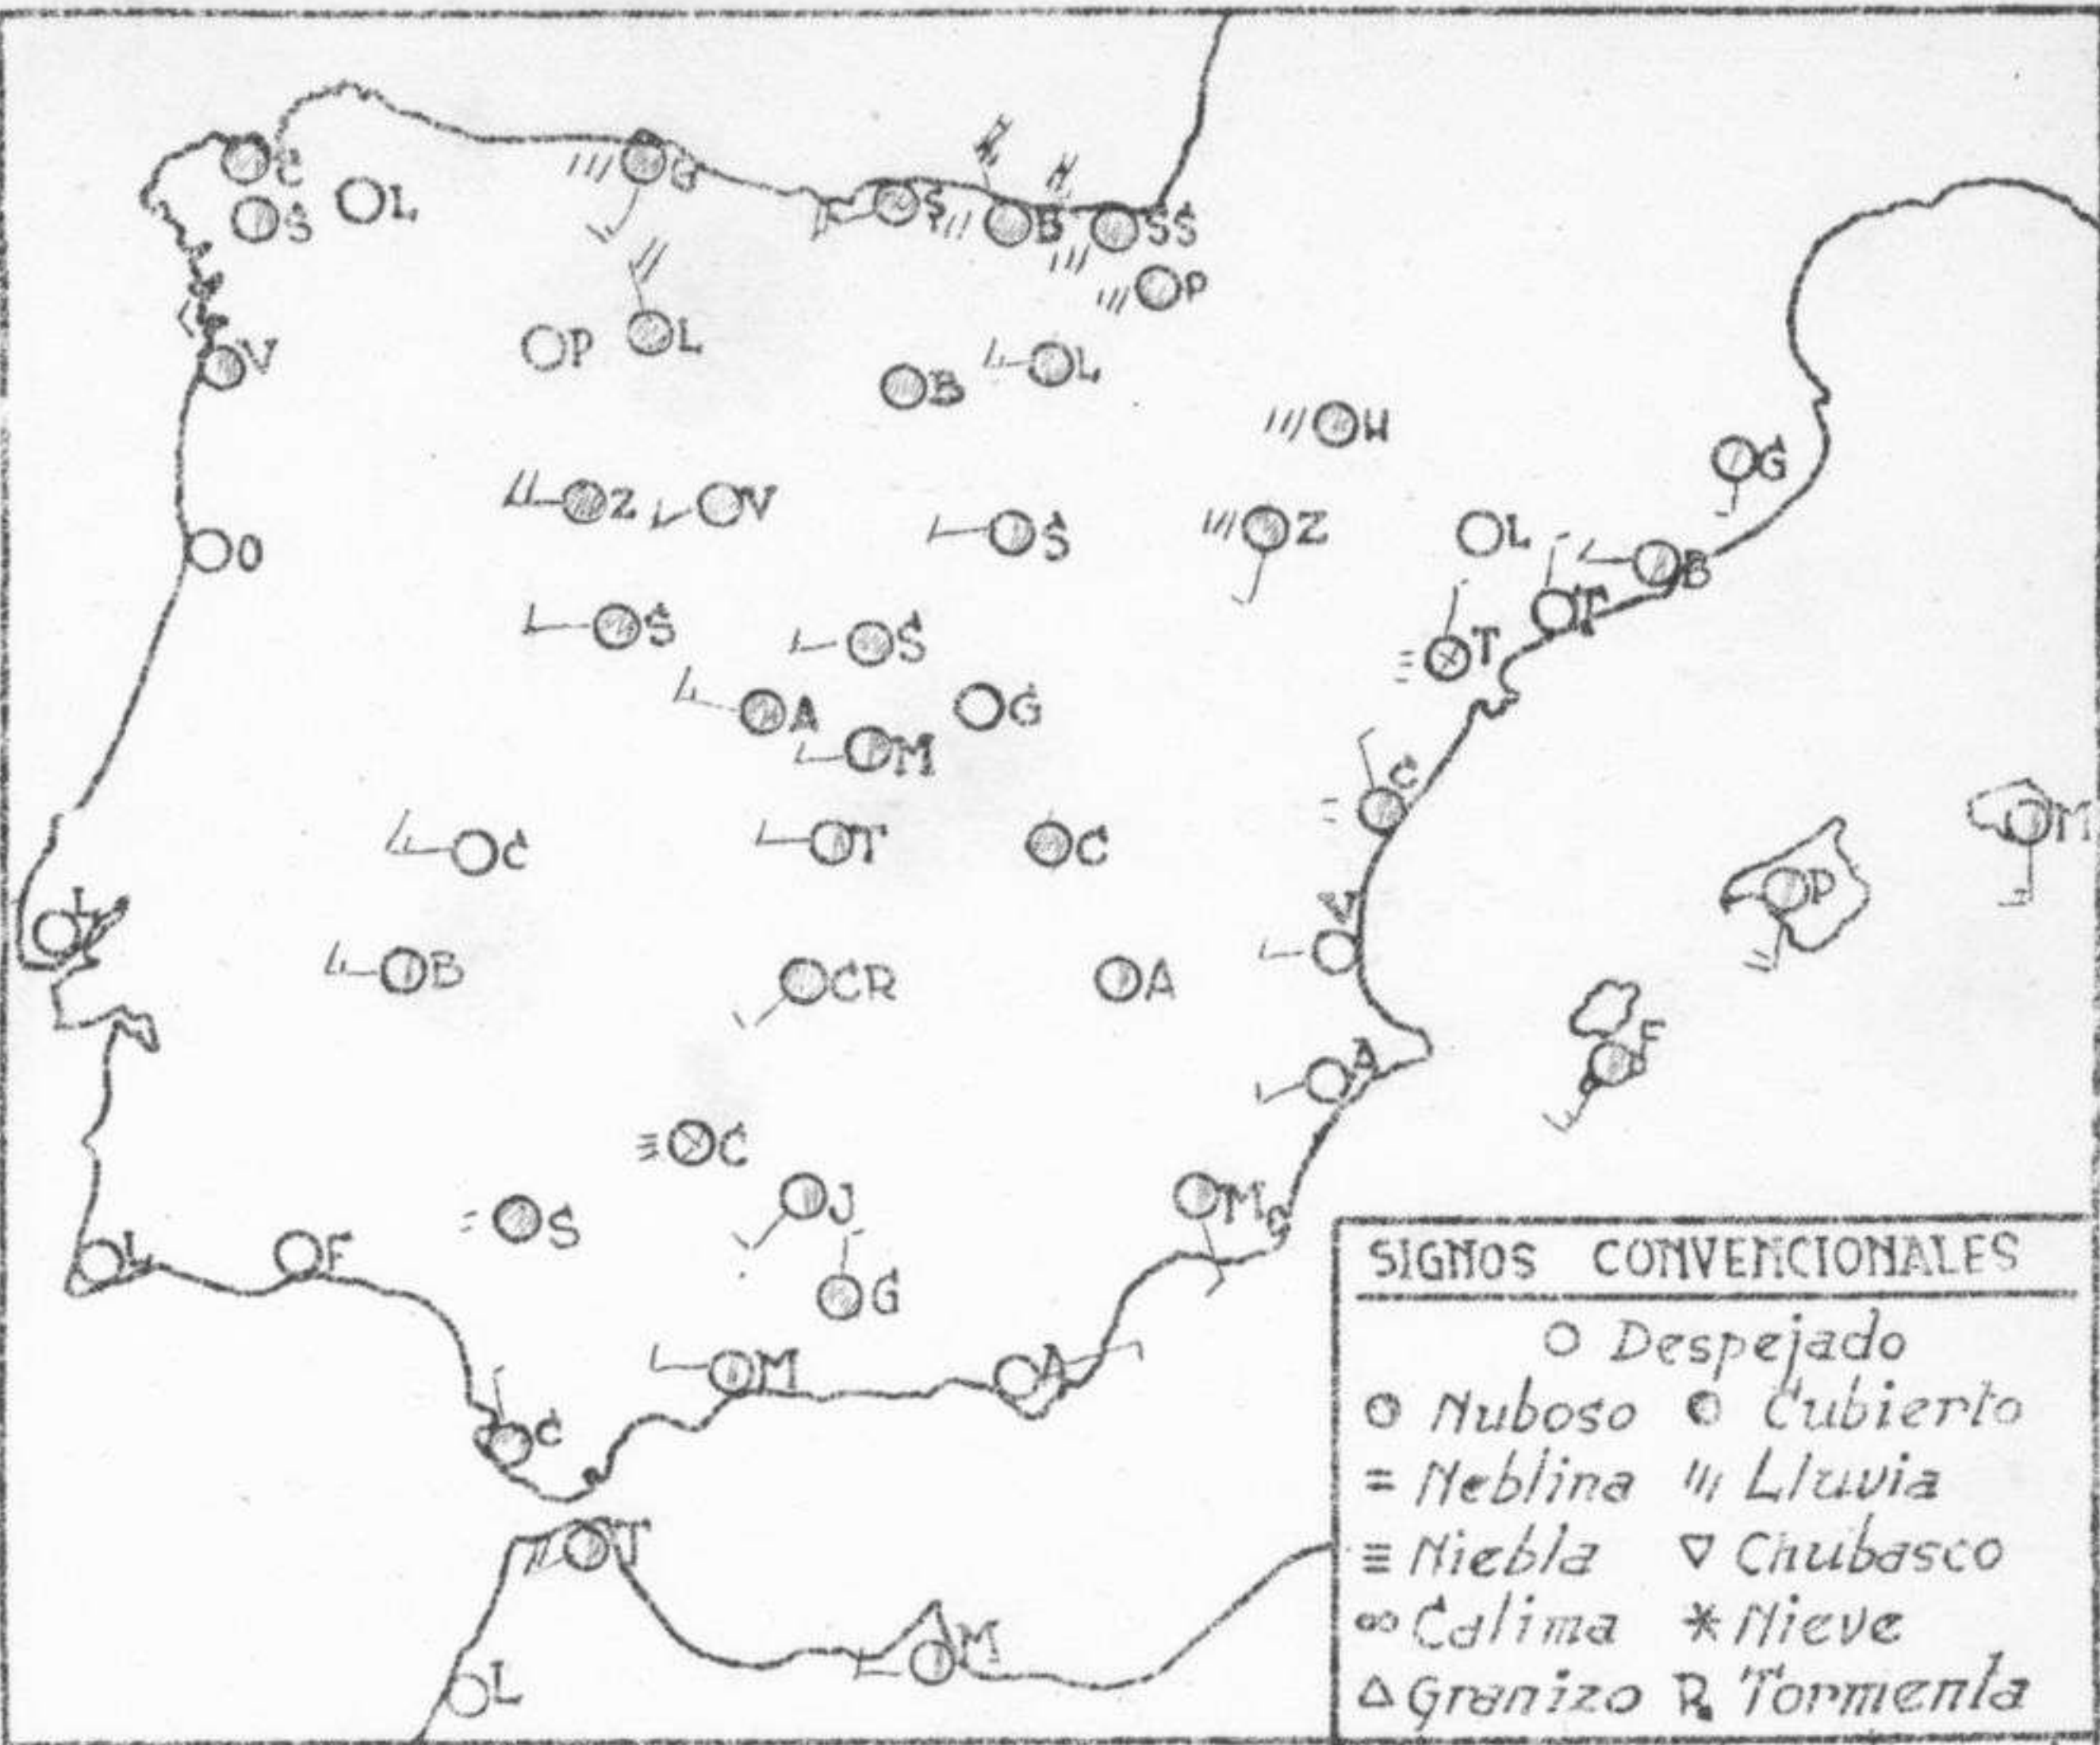 C
G
S
L
S
B
SS
P
P
L
V
B
L
H
G
Z
V
S
Z
L
B
O
T
S
S
T
A
G
M
C
C
T
C
M
L
V
P
B
CR
A
F
A
C
J
M
C
S
L
F
G
M
A
C
T
M
L
SIGNOS CONVENCIONALES
Despejado
Nuboso Cubierto
Neblina Lluvia
Niebla Chubasco
Calima Nieve
Granizo R Tormenta